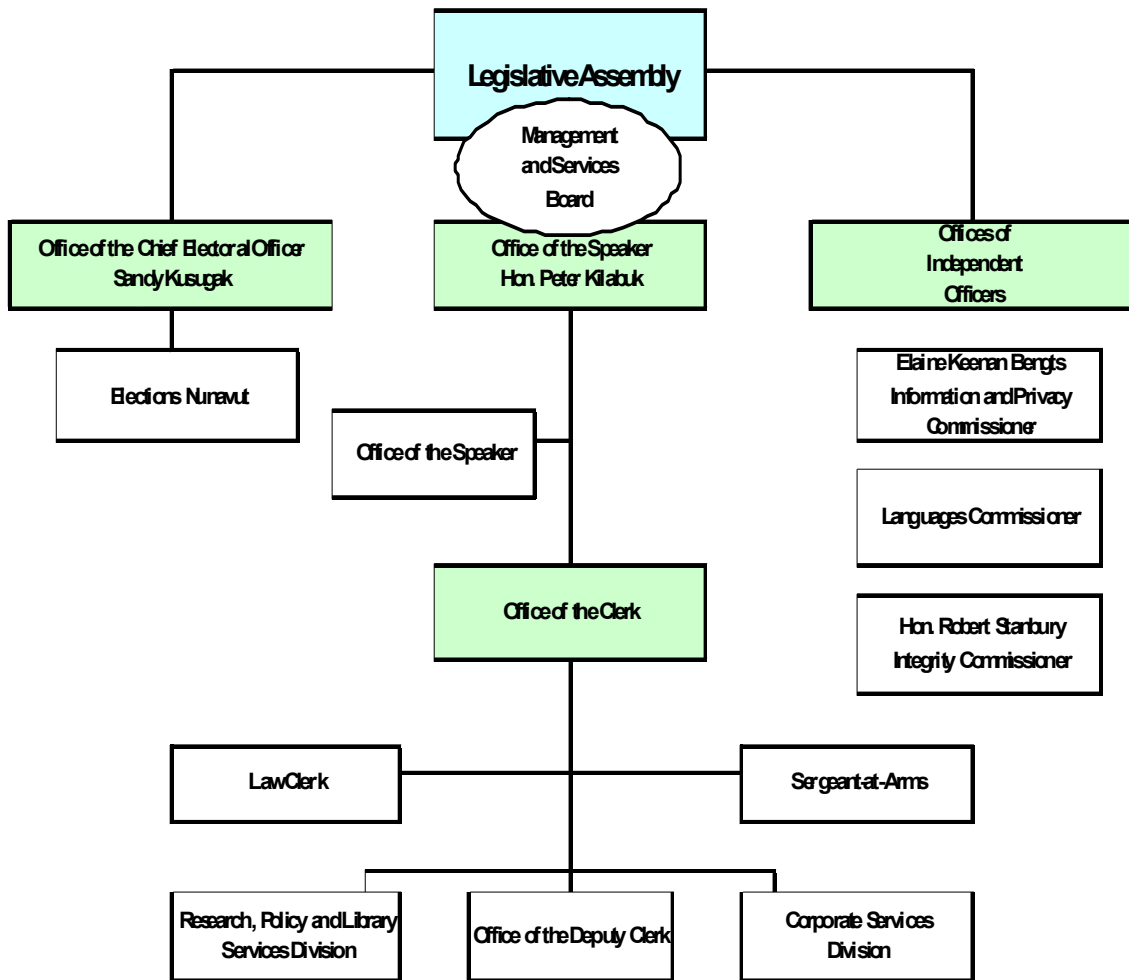 Legislative Assembly
Management
and Services
Board
Office of the Chief Electoral Officer
Sandy Kusugak
Office of the Speaker
Hon. Peter Kilabuk
Offices of
Independent
Officers
Elections Nunavut
Elaine Keenan Bengts
Information and Privacy
Commissioner
Office of the Speaker
Languages Commissioner
Office of the Clerk
Hon. Robert Stanbury
Integrity Commissioner
Law Clerk
Sergeant-at-Arms
Research, Policy and Library
Services Division
Office of the Deputy Clerk
Corporate Services
Division